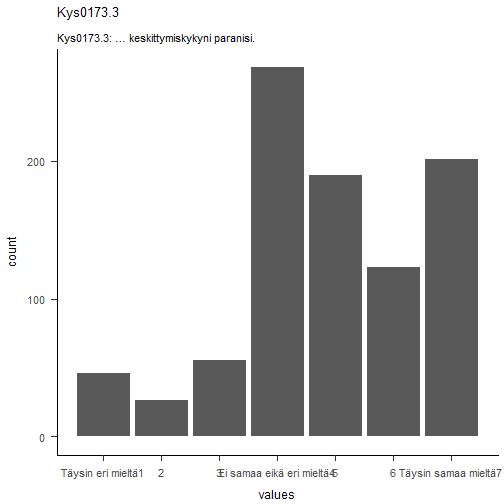 Kys0173.3
Kys0173.3: … keskittymiskykyni paranisi.
count
200
100
0
Täysin eri mieltä1 2 3 Ei samaa eikä eri mieltä4 5 6 Täysin samaa mieltä7
values